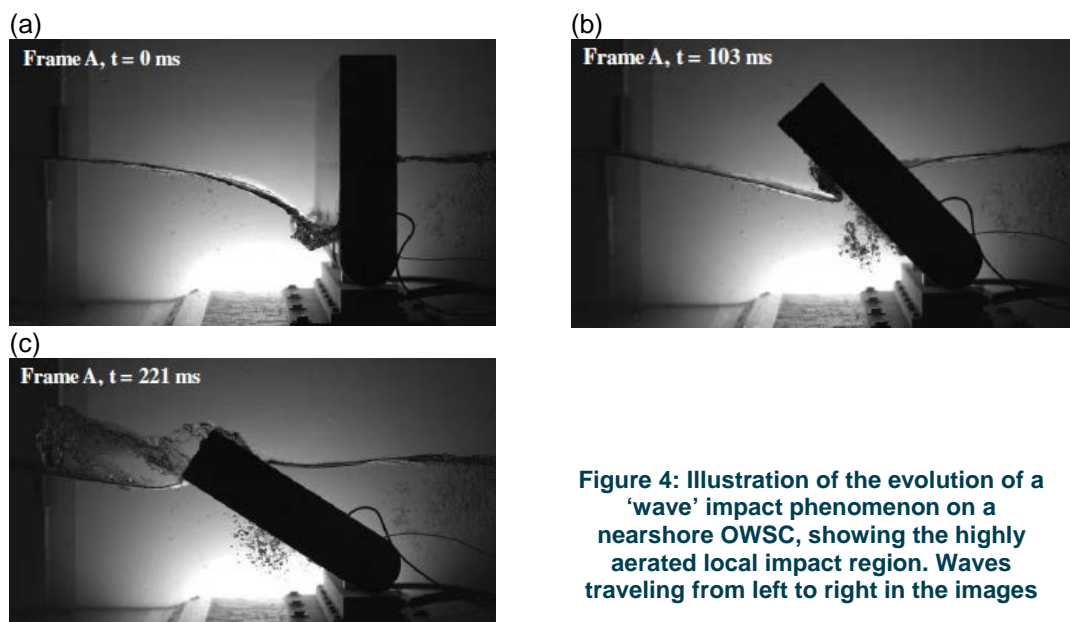 (a)
Frame A, t = 0 ms
(b)
Frame A, t = 103 ms
(c)
Frame A, t = 221 ms
Figure 4: Illustration of the evolution of a
‘wave’ impact phenomenon on a
nearshore OWSC, showing the highly
aerated local impact region. Waves
traveling from left to right in the images